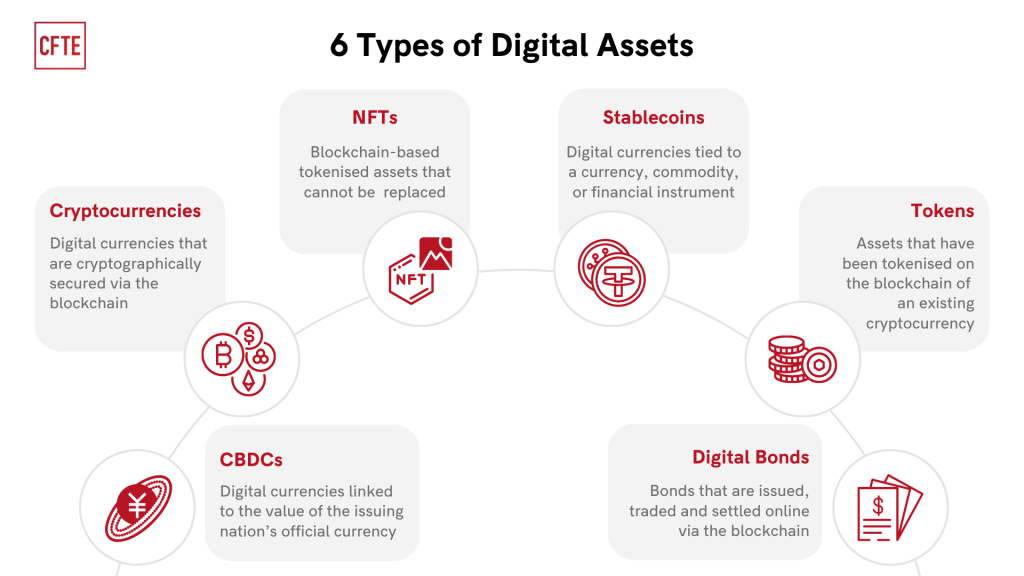 CFTE
6 Types of Digital Assets
NFTs
Blockchain-based
tokenised assets that
cannot be replaced
NFT
Stablecoins
Digital currencies tied to
a currency, commodity,
or financial instrument
Cryptocurrencies
Digital currencies that
are cryptographically
secured via the
blockchain
Tokens
Assets that have
been tokenised on
the blockchain of
an existing
cryptocurrency
CBDCs
Digital currencies linked
to the value of the issuing
nation's official currency
¥
Digital Bonds
Bonds that are issued,
traded and settled online
via the blockchain
$
$